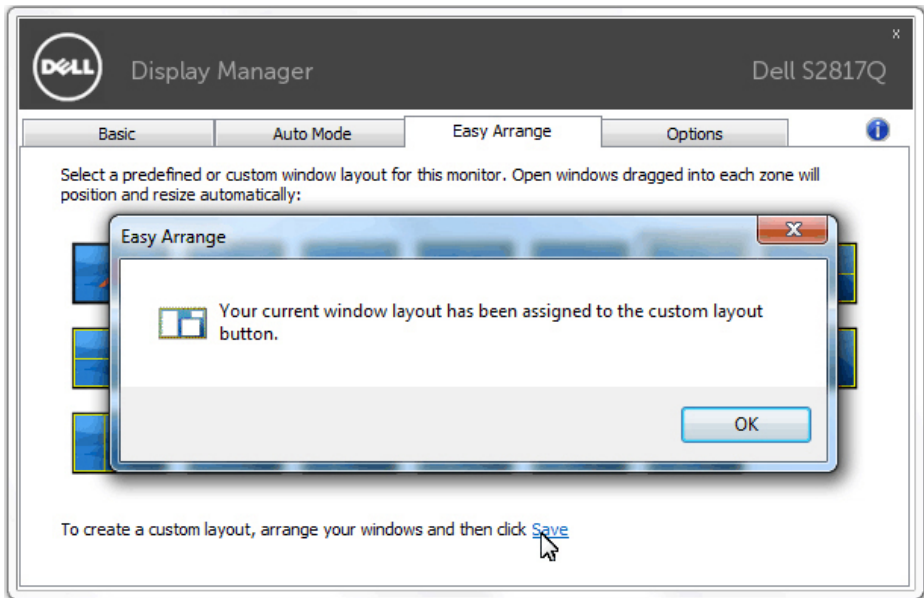 x
DELL
Display Manager
Dell S2817Q
Basic
Auto Mode
Easy Arrange
Options
i
Select a predefined or custom window layout for this monitor. Open windows dragged into each zone will
position and resize automatically:
Easy Arrange
x
Your current window layout has been assigned to the custom layout
button.
OK
To create a custom layout, arrange your windows and then click Save